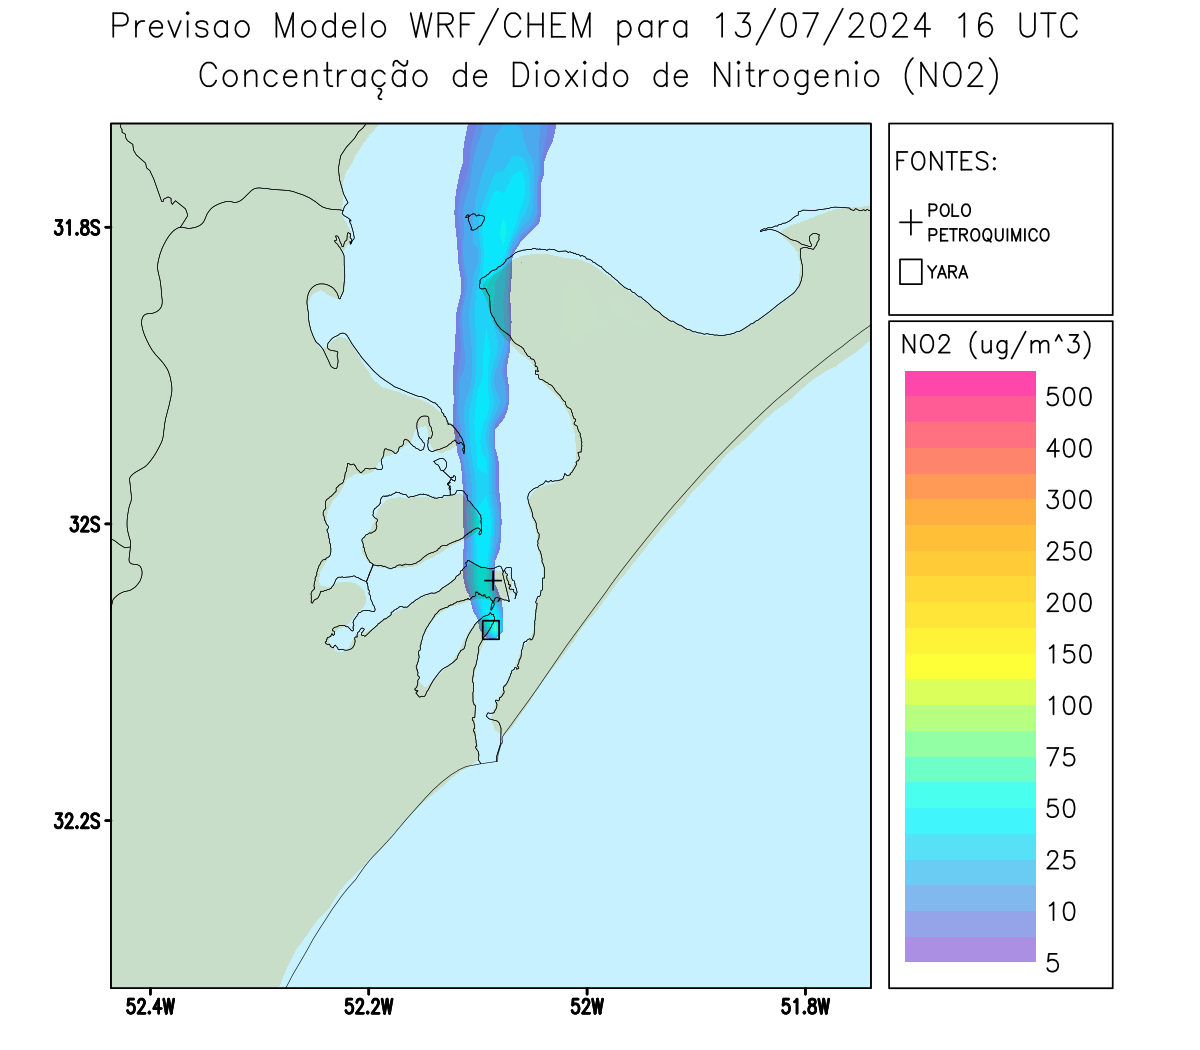 Previsao Modelo WRF/CHEM para 13/07/2024 16 UTC
Concentração de Dioxido de Nitrogenio (NO2)
FONTES:
POLO
PETROQUIMICO
YARA
NO2 (ug/m^3)
500
400
300
250
200
150
100
75
50
25
10
5
31.8S
32S
32.2S
52.4W
52.2W
52W
51.8W